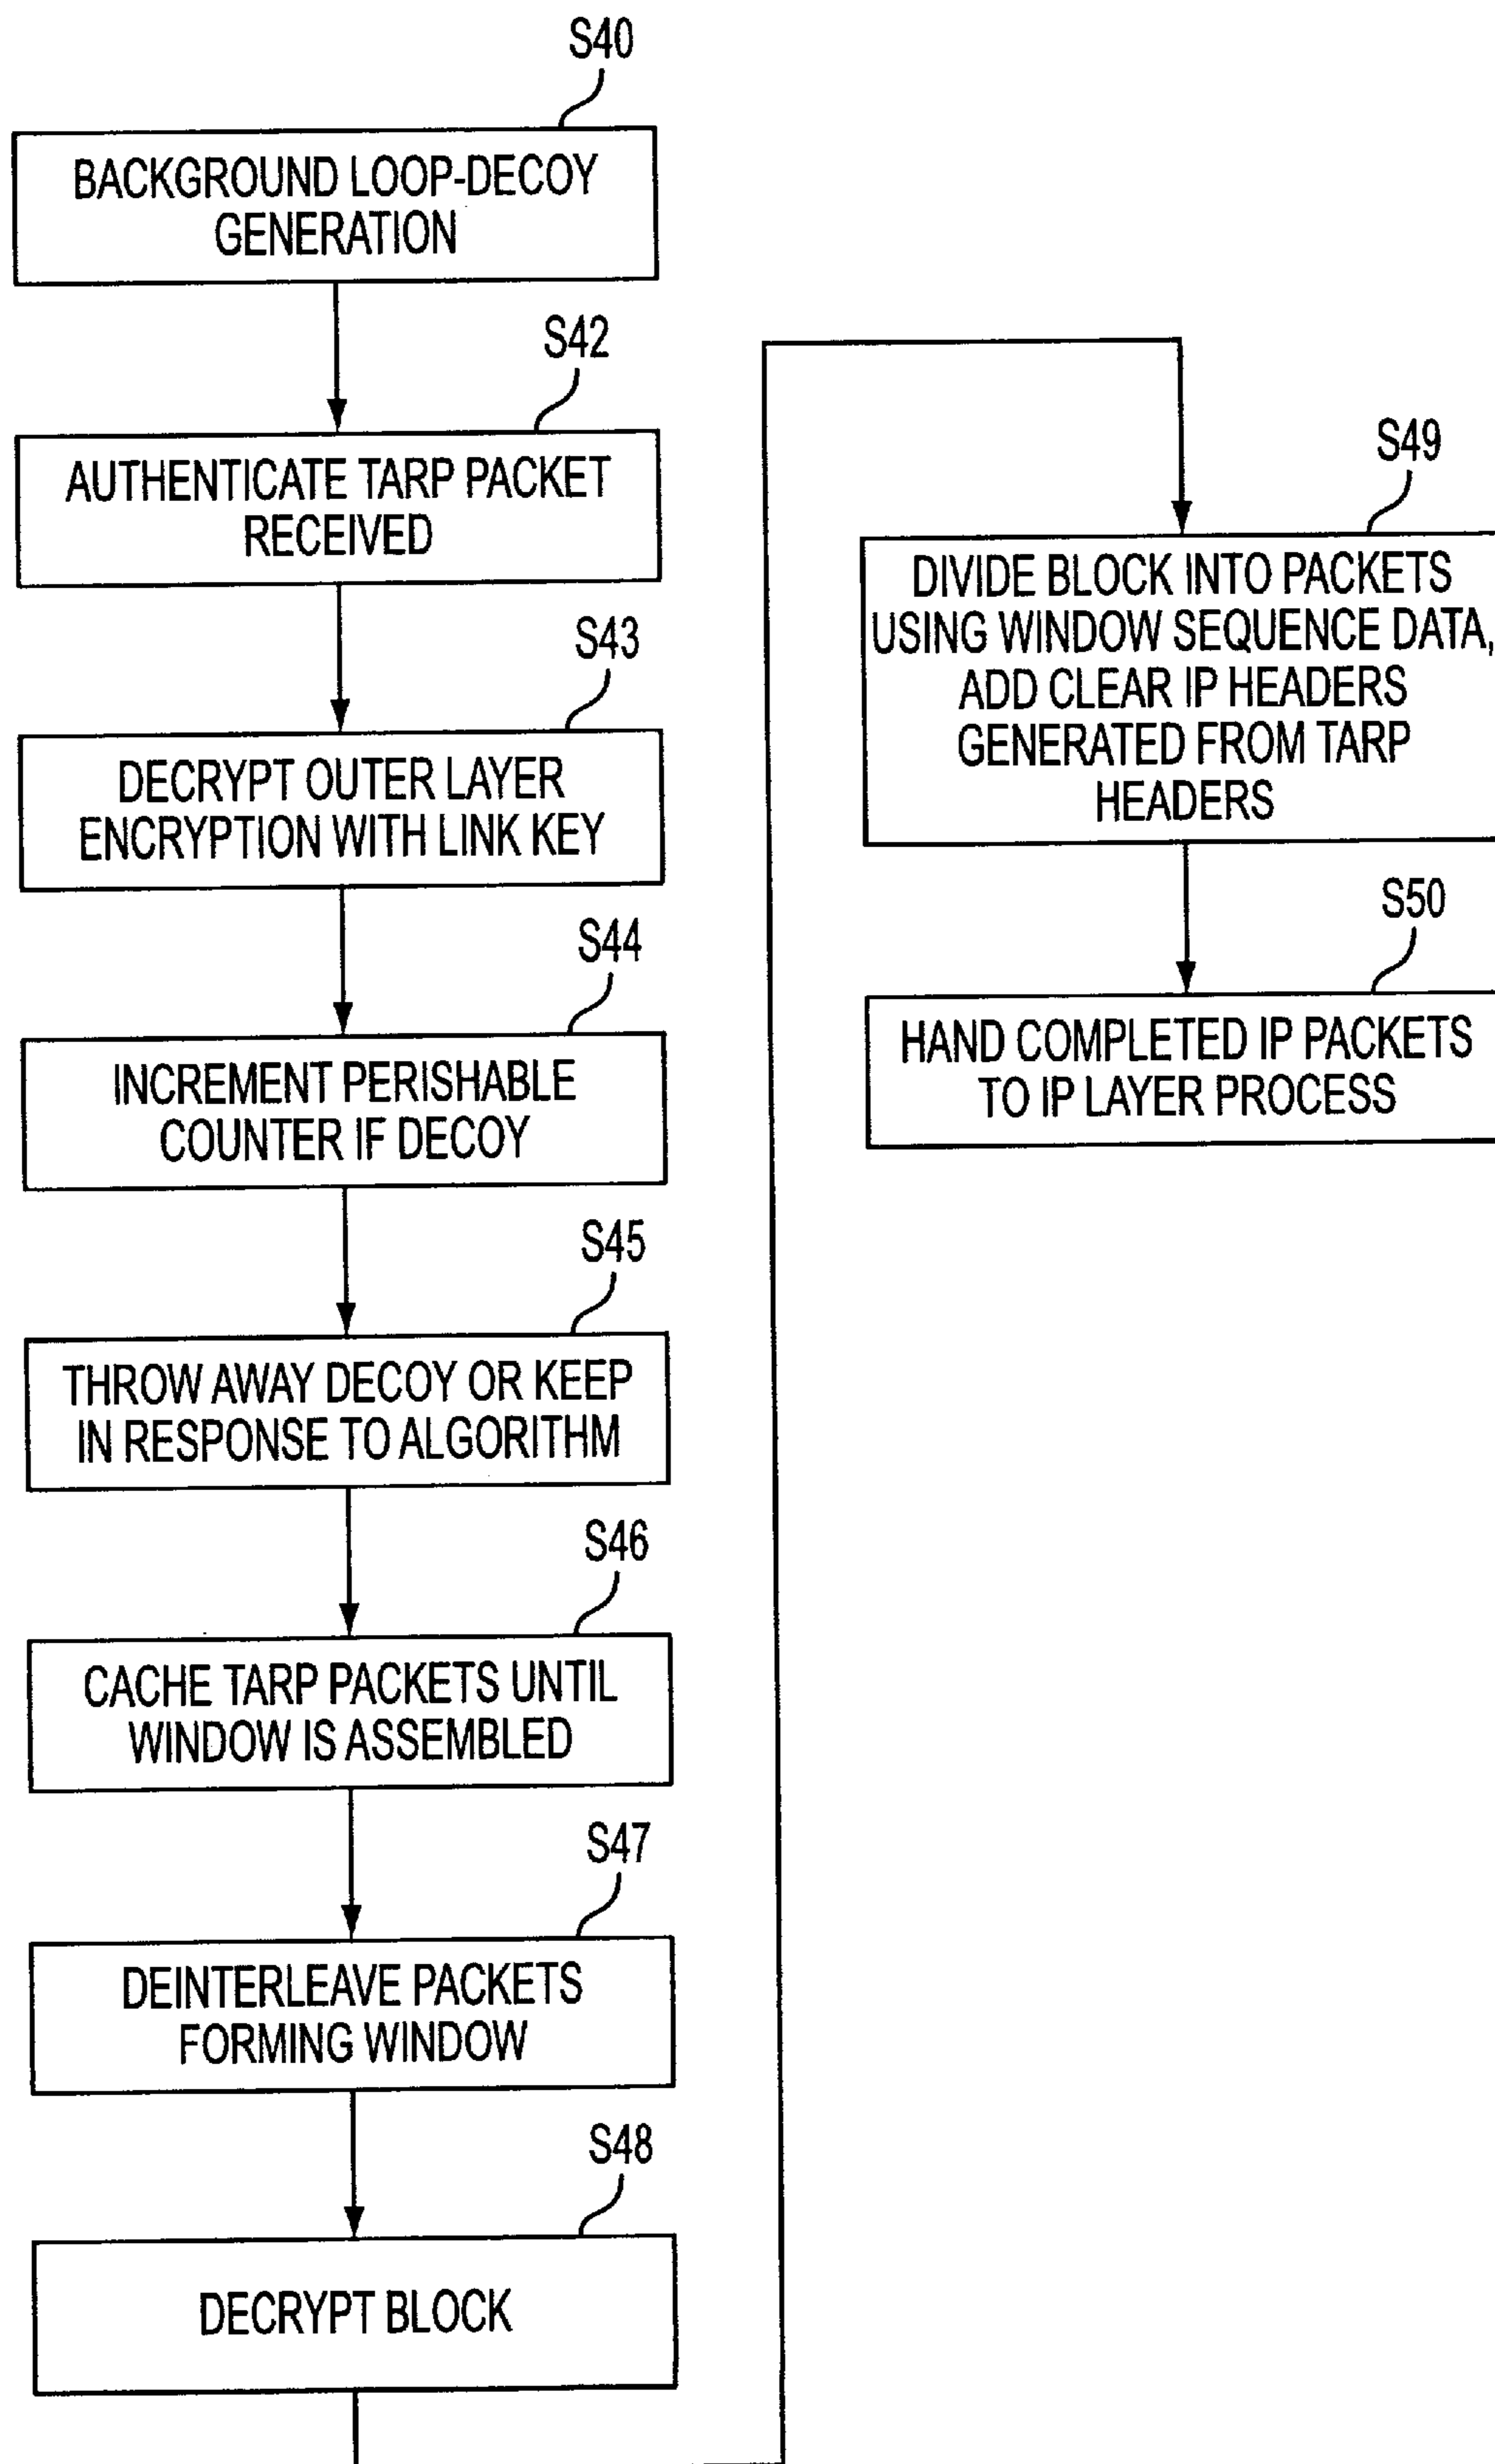 S40
BACKGROUND LOOP-DECOY
GENERATION
S42
AUTHENTICATE TARP PACKET
RECEIVED
S43
DECRYPT OUTER LAYER
ENCRYPTION WITH LINK KEY
S44
INCREMENT PERISHABLE
COUNTER IF DECOY
S45
THROW AWAY DECOY OR KEEP
IN RESPONSE TO ALGORITHM
S46
CACHE TARP PACKETS UNTIL
WINDOW IS ASSEMBLED
S47
DEINTERLEAVE PACKETS
FORMING WINDOW
S48
DECRYPT BLOCK
S49
DIVIDE BLOCK INTO PACKETS
USING WINDOW SEQUENCE DATA,
ADD CLEAR IP HEADERS
GENERATED FROM TARP
HEADERS
S50
HAND COMPLETED IP PACKETS
TO IP LAYER PROCESS